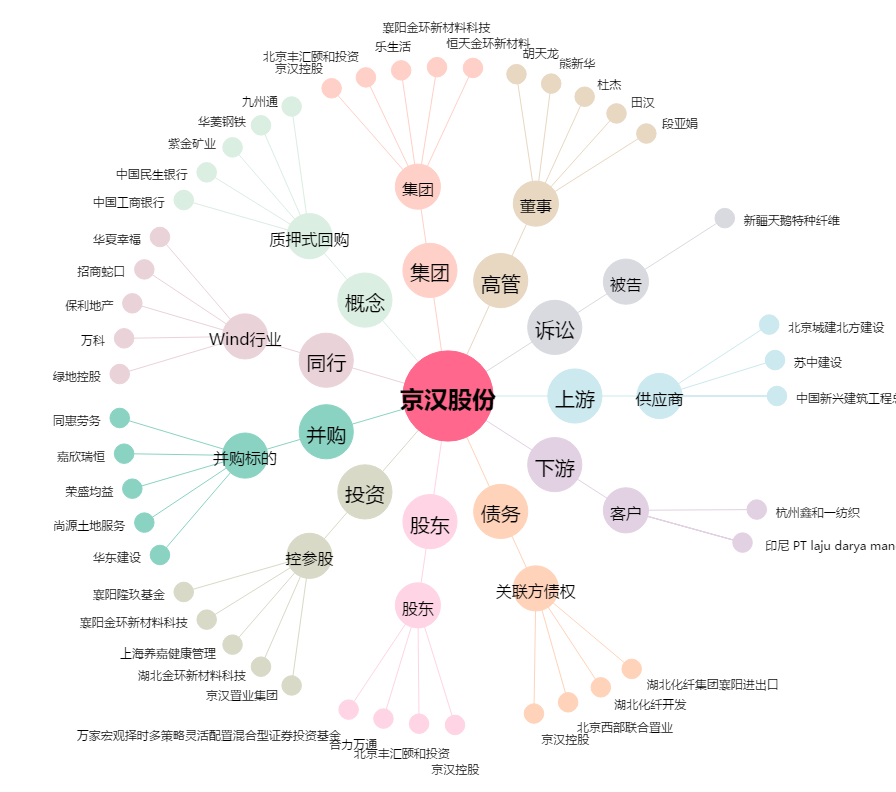 襄阳金环新材料科技
乐生活
恒天金环新材料
北京丰汇颐和投资
京汉控股
集团
集团
胡天龙
熊新华
杜杰
田汉
段亚娟
董事
高管
九州通
华菱钢铁
紫金矿业
中国民生银行
中国工商银行
质押式回购
概念
新疆天鹅特种纤维
被告
诉讼
华夏幸福
招商蛇口
保利地产
万科
绿地控股
Wind行业
同行
北京城建北方建设
苏中建设
中国新兴建筑工程
供应商
上游
京汉股份
同惠劳务
嘉欣瑞恒
荣盛均益
尚源土地服务
华东建设
并购标的
并购
杭州鑫和一纺织
印尼 PT laju darya man
客户
下游
襄阳隆玖基金
襄阳金环新材料科技
上海养嘉健康管理
湖北金环新材料科技
京汉置业集团
控参股
投资
股东
股东
万家宏观择时多策略灵活配置混合型证券投资基金
合力万通
北京丰汇颐和投资
京汉控股
债务
关联方债权
湖北化纤集团襄阳进出口
湖北化纤开发
北京西部联合置业
京汉控股